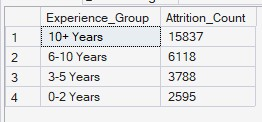 Experience_Group Attrition_Count
1 10+ Years 15837
2 6-10 Years 6118
3 3-5 Years 3788
4 0-2 Years 2595